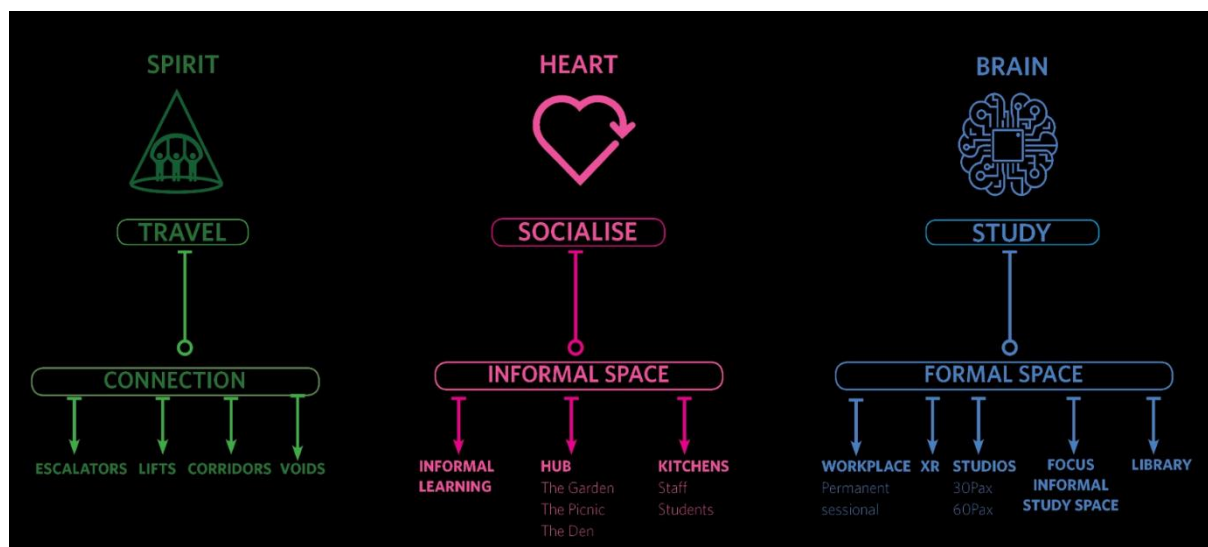 SPIRIT
TRAVEL
CONNECTION
ESCALATORS
LIFTS
CORRIDORS
VOIDS
HEART
SOCIALISE
INFORMAL SPACE
INFORMAL
LEARNING
HUB
The Garden
The Picnic
The Den
KITCHENS
Staff
Students
BRAIN
STUDY
FORMAL SPACE
WORKPLACE
Permanent
sessional
XR
STUDIOS
30Pax
60Pax
FOCUS
INFORMAL
STUDY SPACE
LIBRARY